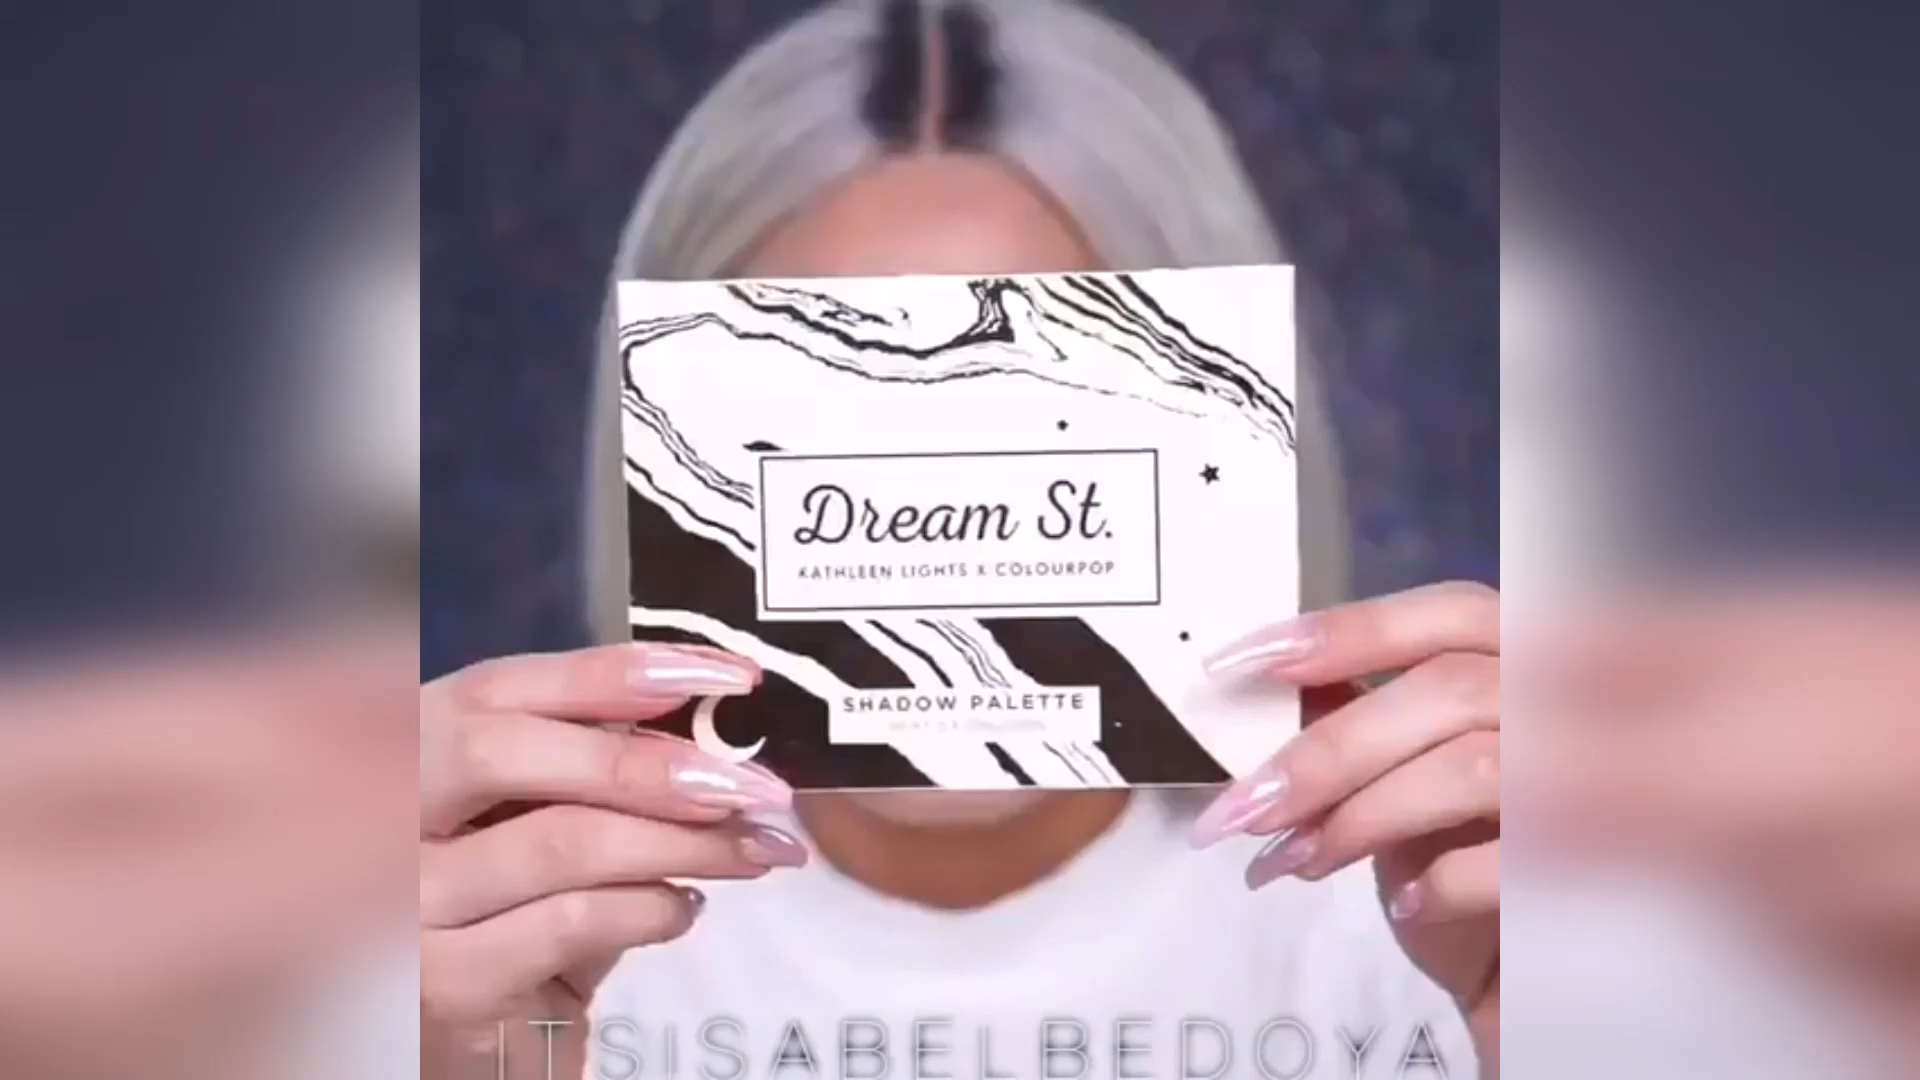 Dream St.
KATHLEEN LIGHTS X COLOURPOP
SHADOW PALETTE
ITSISABELBEDOYA